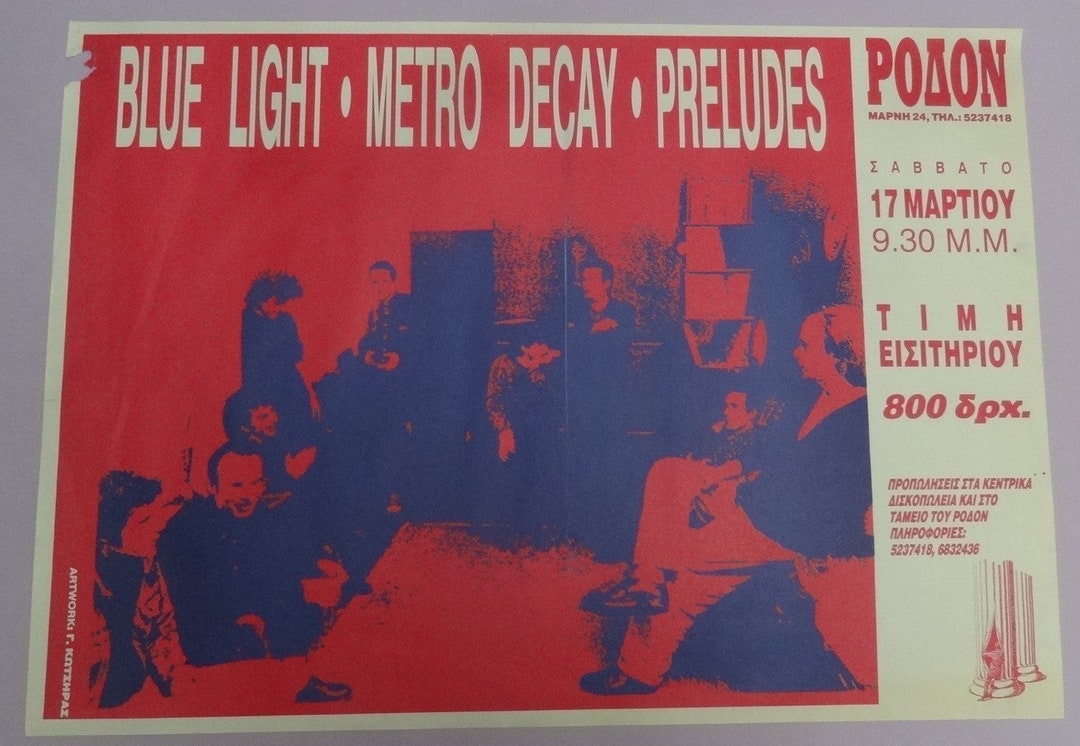 BLUE LIGHT • METRO DECAY • PRELUDES
ΡΟΔΟΝ
ΜΑΡΝΗ 24, ΤΗΛ.: 5237418
ΣΑΒΒΑΤΟ
17 ΜΑΡΤΙΟΥ
9.30 Μ.Μ.
ΤΙΜΗ
ΕΙΣΙΤΗΡΙΟΥ
800 δρχ.
ΠΡΟΠΩΛΗΣΕΙΣ ΣΤΑ ΚΕΝΤΡΙΚΑ
ΔΙΣΚΟΠΩΛΕΙΑ ΚΑΙ ΣΤΟ
ΤΑΜΕΙΟ ΤΟΥ ΡΟΔΟΝ
ΠΛΗΡΟΦΟΡΙΕΣ:
5237418, 6832436
ARTWORK: Γ. ΚΩΤΣΗΡΑΣ